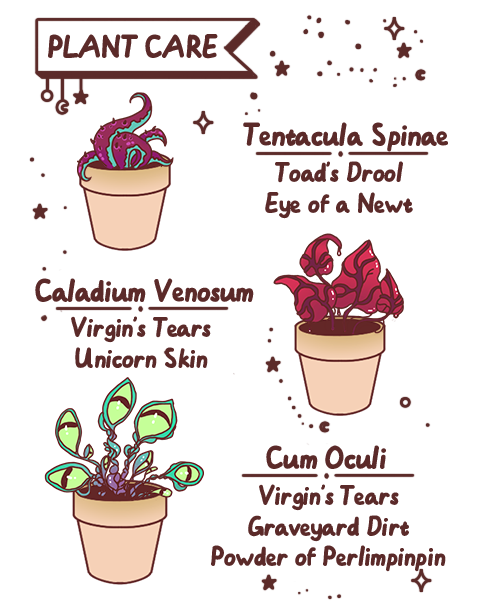 PLANT CARE
Tentacula Spinae
Toad's Drool
Eye of a Newt
Caladium Venosum
Virgin's Tears
Unicorn Skin
Cum Oculi
Virgin's Tears
Graveyard Dirt
Powder of Perlimpinpin